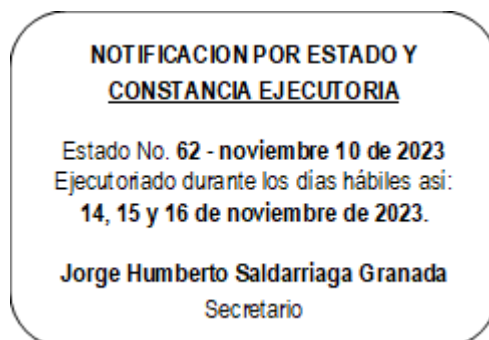 NOTIFICACION POR ESTADO Y
CONSTANCIA EJECUTORIA
Estado No. 62 - noviembre 10 de 2023
Ejecutoriado durante los días hábiles así:
14, 15 y 16 de noviembre de 2023.
Jorge Humberto Saldarriaga Granada
Secretario